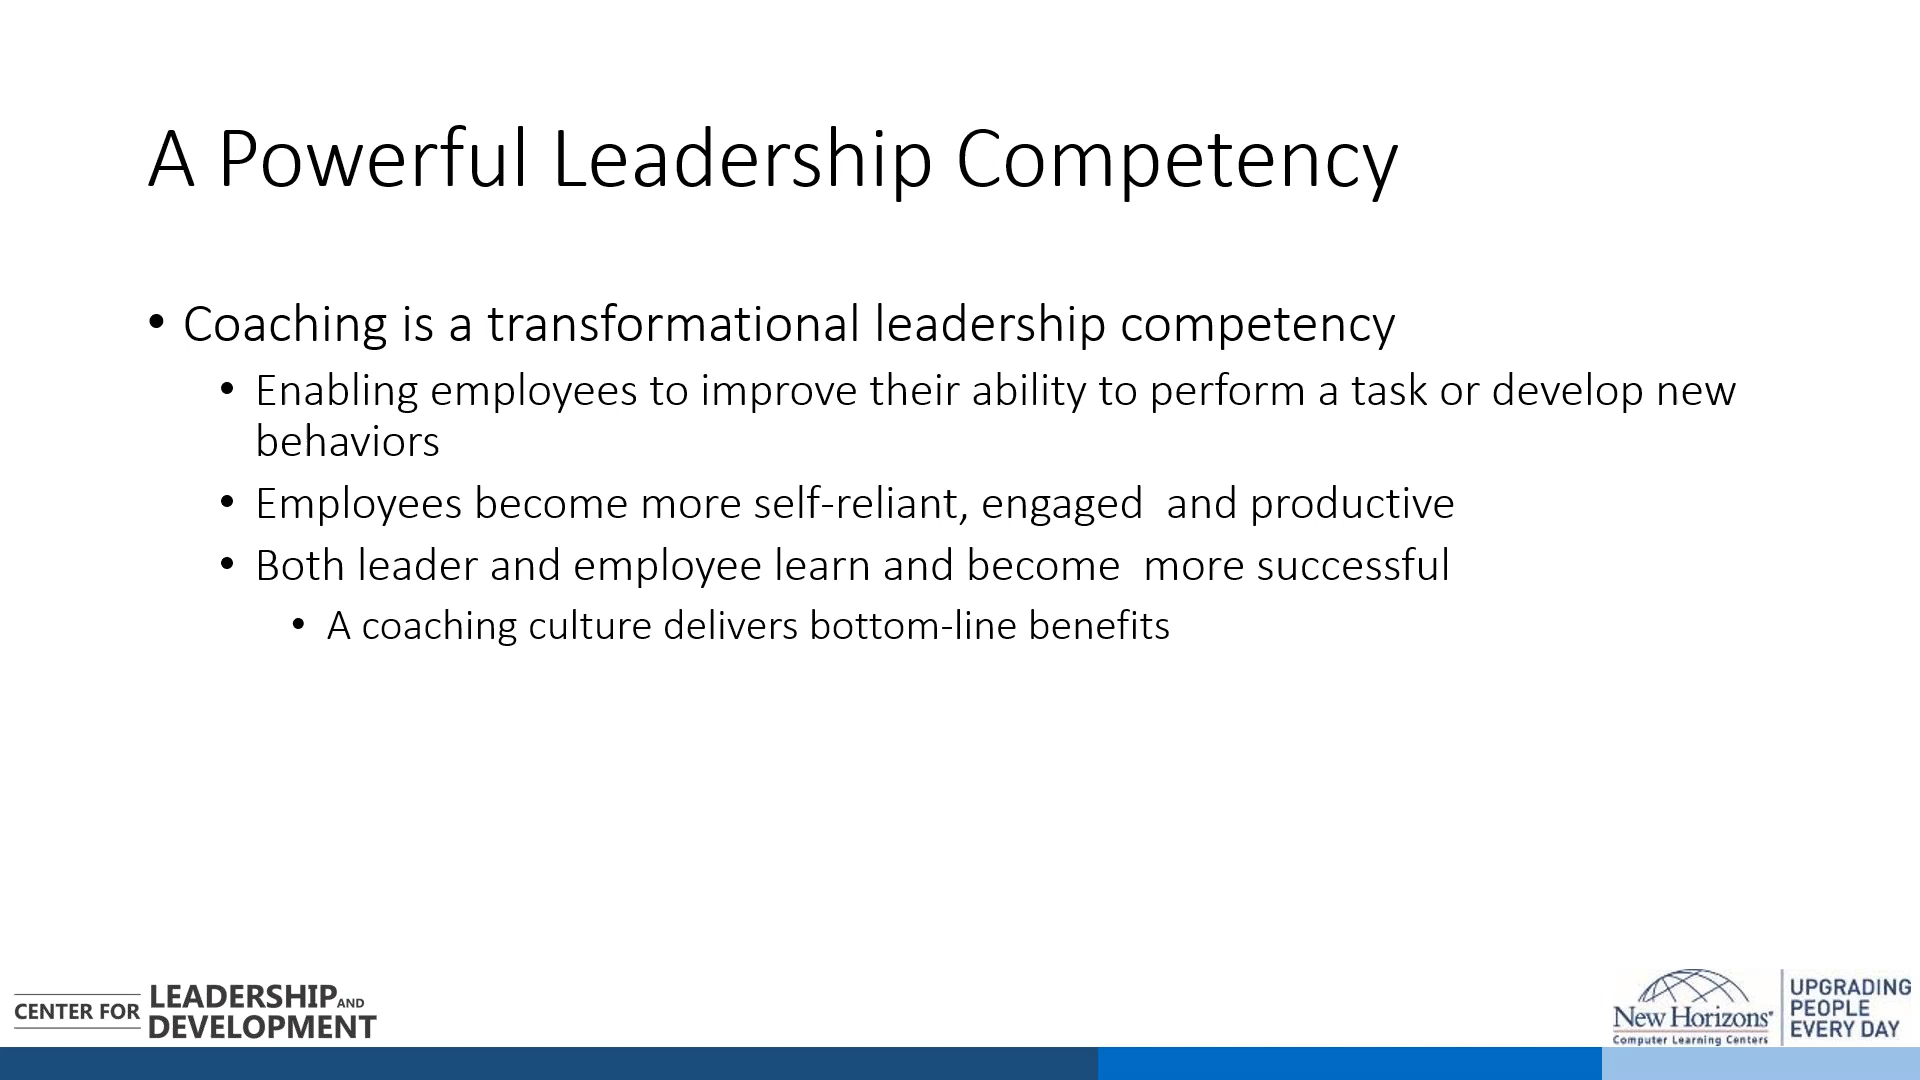 A Powerful Leadership Competency
• Coaching is a transformational leadership competency
• Enabling employees to improve their ability to perform a task or develop new
behaviors
• Employees become more self-reliant, engaged  and productive
• Both leader and employee learn and become  more successful
• A coaching culture delivers bottom-line benefits
CENTER FOR LEADERSHIP AND
DEVELOPMENT
New Horizons®
Computer Learning Centers
UPGRADING
PEOPLE
EVERY DAY